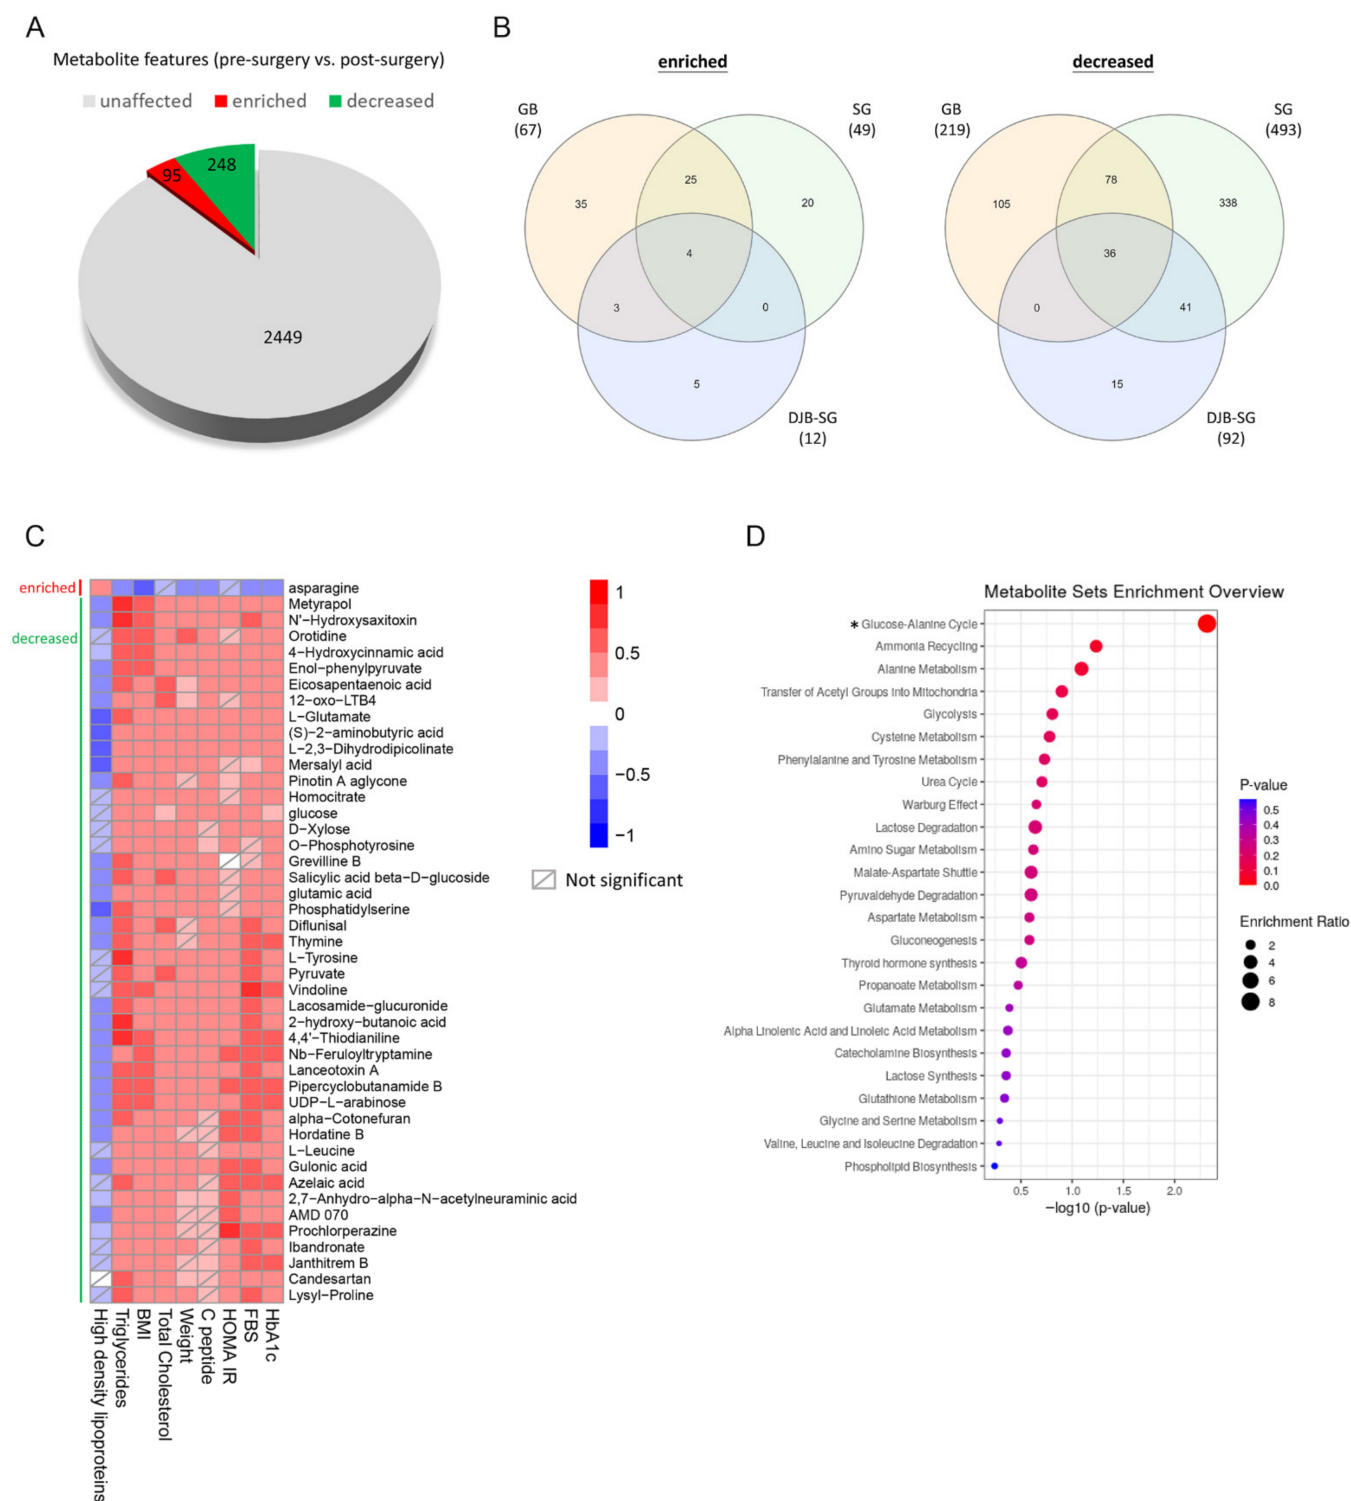 A
Metabolite features (pre-surgery vs. post-surgery)
unaffected enriched decreased
95
248
2449
B
enriched
GB
(67)
SG
(49)
25
35
20
4
3
0
5
DJB-SG
(12)
decreased
GB
(219)
SG
(493)
78
105
338
36
0
41
15
DJB-SG
(92)
C
enriched
decreased
asparagine
Metyrapol
N'-Hydroxysaxitoxin
Orotidine
4-Hydroxycinnamic acid
Enol-phenylpyruvate
Eicosapentaenoic acid
12-oxo-LTB4
L-Glutamate
(S)-2-aminobutyric acid
L-2,3-Dihydrodipicolinate
Mersalyl acid
Pinotin A aglycone
Homocitrate
glucose
D-Xylose
O-Phosphotyrosine
Grevilline B
Salicylic acid beta-D-glucoside
glutamic acid
Phosphatidylserine
Diflunisal
Thymine
L-Tyrosine
Pyruvate
Vindoline
Lacosamide-glucuronide
2-hydroxy-butanoic acid
4,4'-Thiodianiline
Nb-Feruloyltryptamine
Lanceotoxin A
Pipercyclobutanamide B
UDP-L-arabinose
alpha-Cotonefuran
Hordatine B
L-Leucine
Gulonic acid
Azelaic acid
2,7-Anhydro-alpha-N-acetylneuraminic acid
AMD 070
Prochlorperazine
Ibandronate
Janthitrem B
Candesartan
Lysyl-Proline
High density lipoproteins
Triglycerides
BMI
Total Cholesterol
Weight
C peptide
HOMA IR
FBS
HbA1c
1
0.5
0
-0.5
-1
Not significant
D
Metabolite Sets Enrichment Overview
* Glucose-Alanine Cycle
Ammonia Recycling
Alanine Metabolism
Transfer of Acetyl Groups into Mitochondria
Glycolysis
Cysteine Metabolism
Phenylalanine and Tyrosine Metabolism
Urea Cycle
Warburg Effect
Lactose Degradation
Amino Sugar Metabolism
Malate-Aspartate Shuttle
Pyruvaldehyde Degradation
Aspartate Metabolism
Gluconeogenesis
Thyroid hormone synthesis
Propanoate Metabolism
Glutamate Metabolism
Alpha Linolenic Acid and Linoleic Acid Metabolism
Catecholamine Biosynthesis
Lactose Synthesis
Glutathione Metabolism
Glycine and Serine Metabolism
Valine, Leucine and Isoleucine Degradation
Phospholipid Biosynthesis
0.5 1.0 1.5 2.0
-log10 (p-value)
P-value
0.5
0.4
0.3
0.2
0.1
0.0
Enrichment Ratio
2
4
6
8